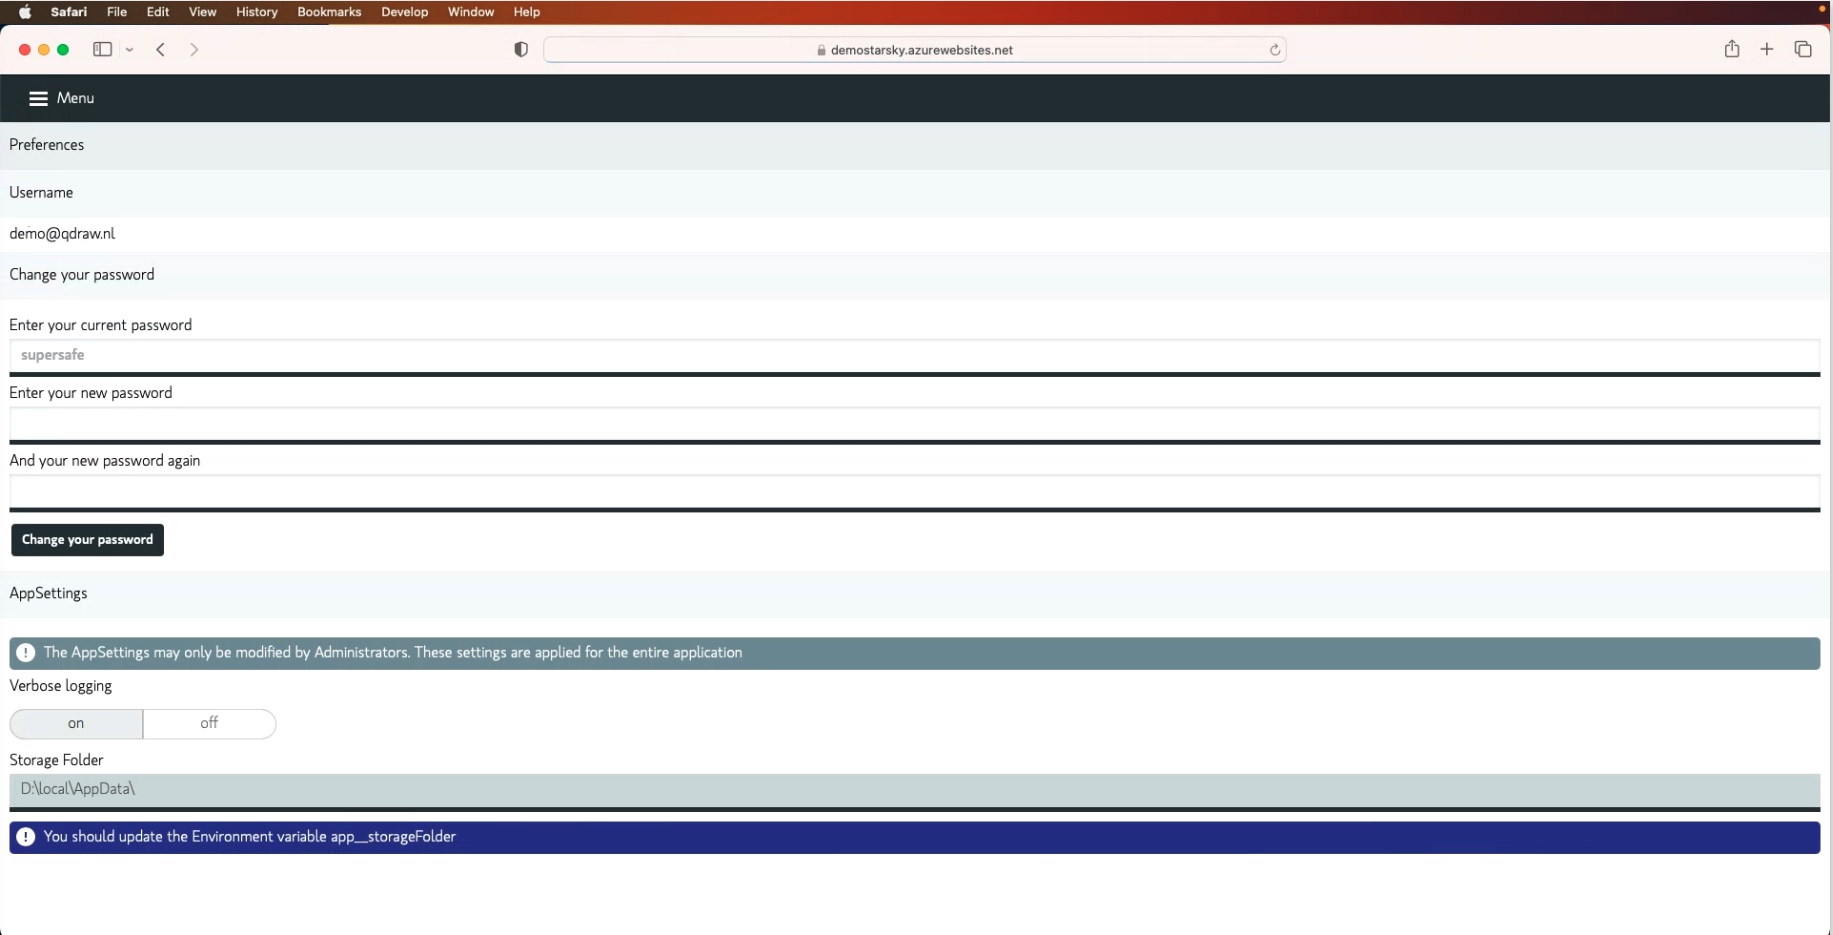 Safari File Edit View History Bookmarks Develop Window Help
demostarsky.azurewebsites.net
Menu
Preferences
Username
demo@qdraw.nl
Change your password
Enter your current password
supersafe
Enter your new password
And your new password again
Change your password
AppSettings
The AppSettings may only be modified by Administrators. These settings are applied for the entire application
Verbose logging
on off
Storage Folder
D:\local\AppData\
You should update the Environment variable app__storageFolder